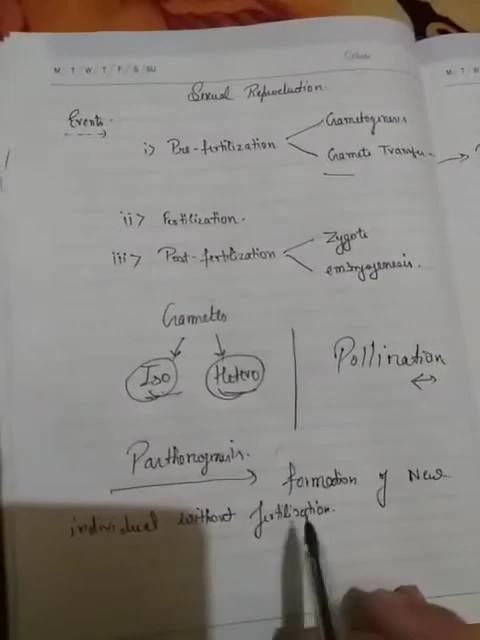 Date
M T W T F S SU
Sexual Reproduction.
Events.
i> Pre-fertilization
Gametogenesis
Gamete Transfer
ii> Fertilization.
iii> Post-fertilization
Zygote
embryogenesis.
Gametes
Iso Hetero
Pollination
Parthenogenesis.
formation of New
individual without fertilization.
M T W